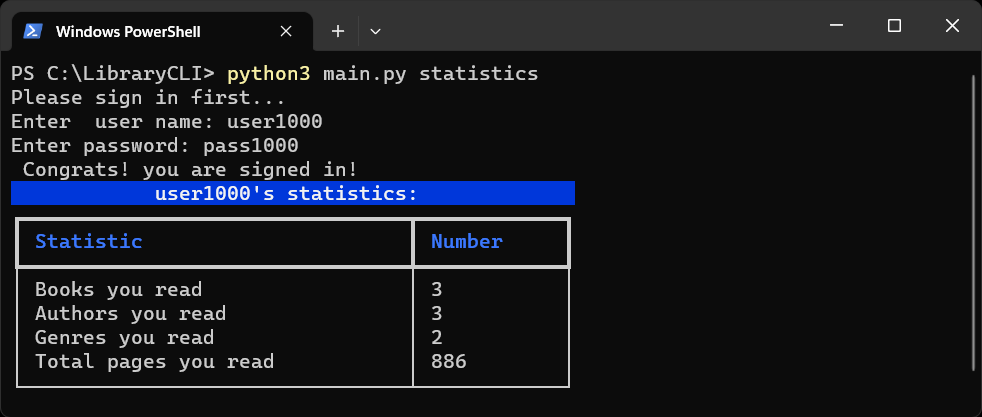 Windows PowerShell
PS C:\LibraryCLI> python3 main.py statistics
Please sign in first...
Enter  user name: user1000
Enter password: pass1000
Congrats! you are signed in!
user1000's statistics:
Statistic Number
Books you read 3
Authors you read 3
Genres you read 2
Total pages you read 886